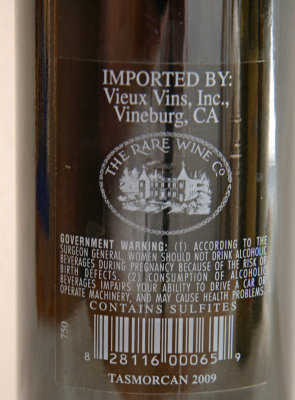 IMPORTED BY:
Vieux Vins, Inc.,
Vineburg, CA
THE RARE WINE Co
GOVERNMENT WARNING: (1) ACCORDING TO THE
SURGEON GENERAL, WOMEN SHOULD NOT DRINK ALCOHOLIC
BEVERAGES DURING PREGNANCY BECAUSE OF THE RISK OF
BIRTH DEFECTS. (2) CONSUMPTION OF ALCOHOLIC
BEVERAGES IMPAIRS YOUR ABILITY TO DRIVE A CAR OR
OPERATE MACHINERY, AND MAY CAUSE HEALTH PROBLEMS.
CONTAINS SULFITES
750
8 28116 00065 9
TASMORCAN 2009